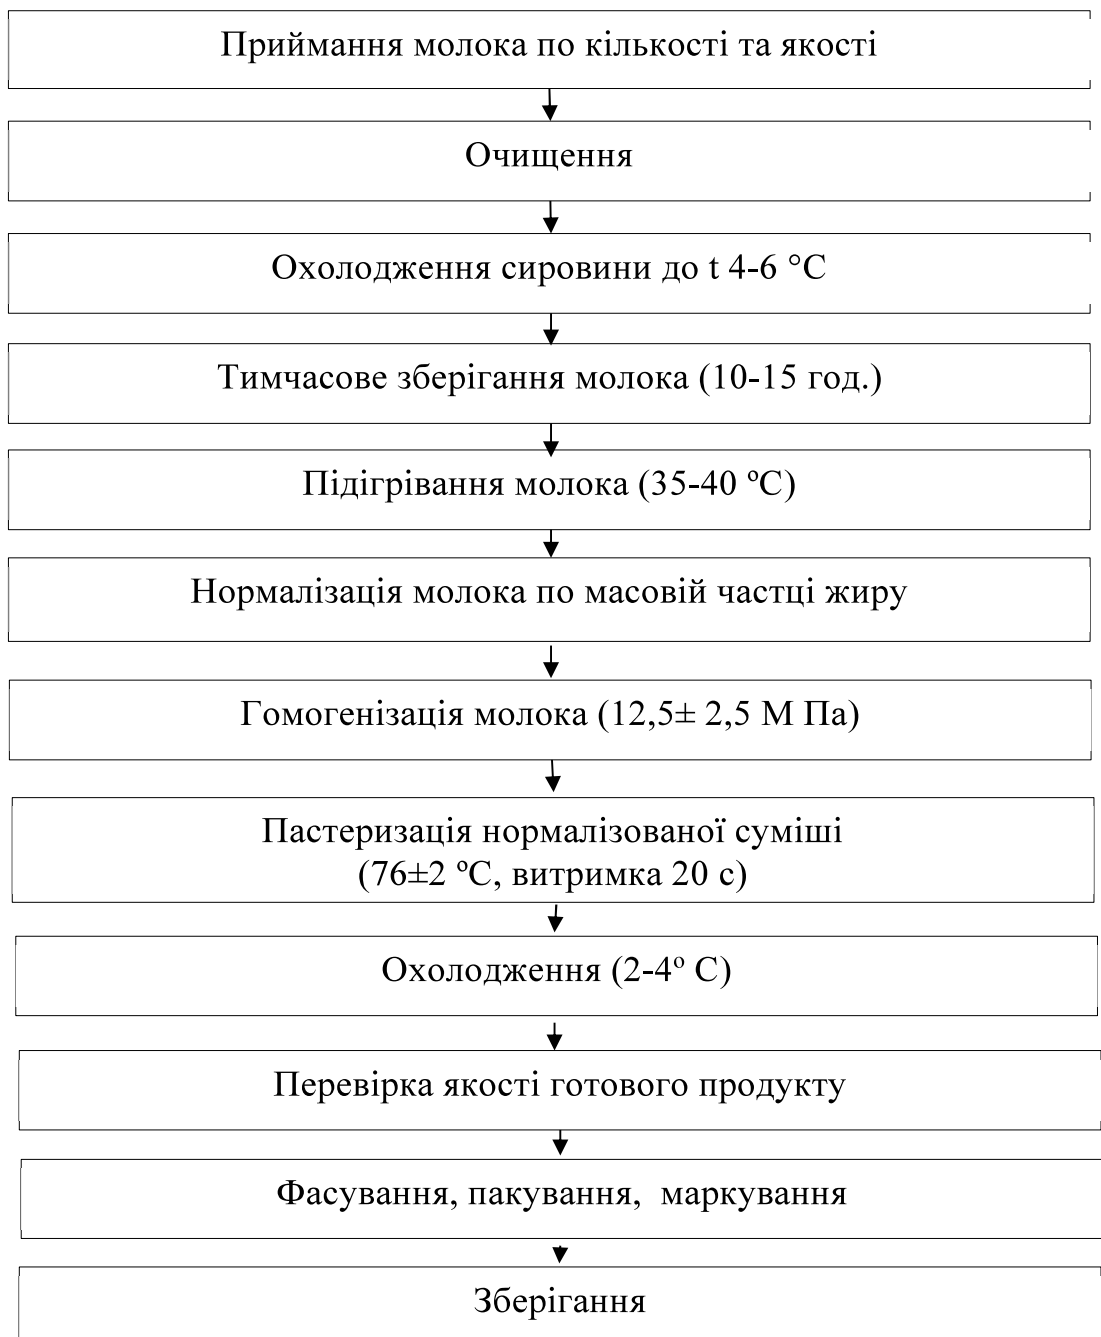 Приймання молока по кількості та якості
Очищення
Охолодження сировини до t 4-6 °С
Тимчасове зберігання молока (10-15 год.)
Підігрівання молока (35-40 ºС)
Нормалізація молока по масовій частці жиру
Гомогенізація молока (12,5± 2,5 М Па)
Пастеризація нормалізованої суміші
(76±2 ºС, витримка 20 с)
Охолодження (2-4º С)
Перевірка якості готового продукту
Фасування, пакування,  маркування
Зберігання